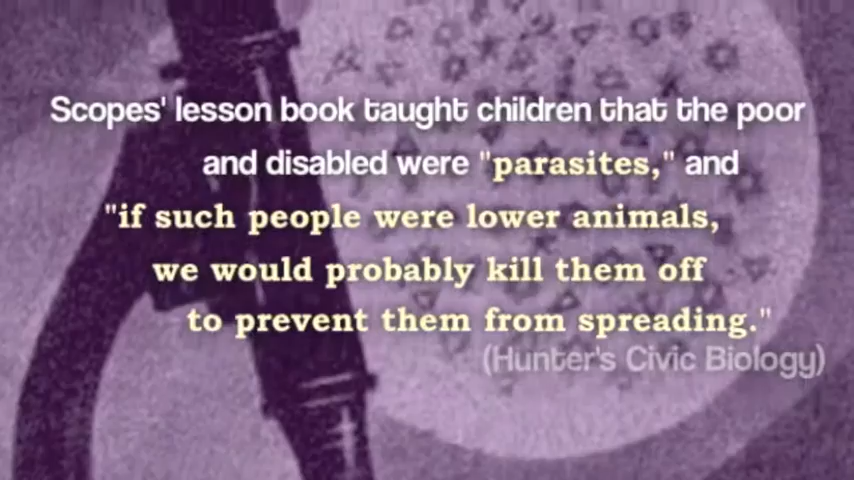 Scopes' lesson book taught children that the poor
and disabled were "parasites," and
"if such people were lower animals,
we would probably kill them off
to prevent them from spreading."
(Hunter's Civic Biology)